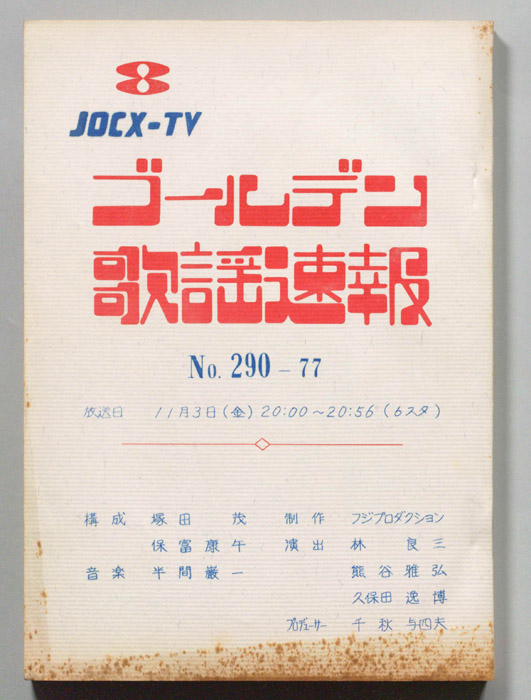 JOCX-TV
ゴールデン
歌謡速報
No. 290 - 77
放送日 11月3日(金) 20:00～20:56 (6スタ)
構成 塚田 茂 制作 フジプロダクション
保富康午 演出 林 良三
音楽 半間巌一 熊谷雅弘
久保田逸博
プロデューサー 千秋与四夫